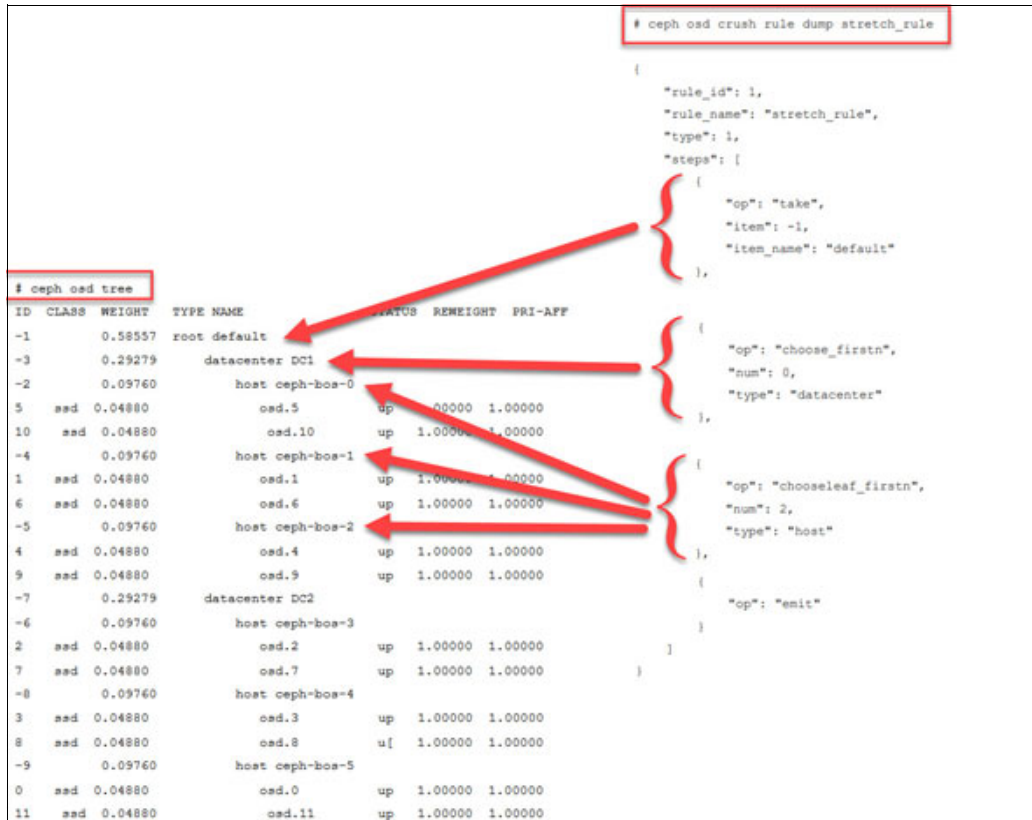 # ceph osd crush rule dump stretch_rule
{
"rule_id": 1,
"rule_name": "stretch_rule",
"type": 1,
"steps": [
{
"op": "take",
"item": -1,
"item_name": "default"
},
{
"op": "choose_firstn",
"num": 0,
"type": "datacenter"
},
{
"op": "chooseleaf_firstn",
"num": 2,
"type": "host"
},
{
"op": "emit"
}
]
}
# ceph osd tree
ID CLASS WEIGHT TYPE NAME REWEIGHT PRI-AFF
-1 0.58557 root default
-3 0.29279 datacenter DC1
-2 0.09760 host ceph-bos-0
5 ssd 0.04880 osd.5 up 1.00000
10 ssd 0.04880 osd.10 up 1.00000 1.00000
-4 0.09760 host ceph-bos-1
1 ssd 0.04880 osd.1 up 1.00000 1.00000
6 ssd 0.04880 osd.6 up 1.00000 1.00000
-5 0.09760 host ceph-bos-2
4 ssd 0.04880 osd.4 up 1.00000 1.00000
9 ssd 0.04880 osd.9 up 1.00000 1.00000
-7 0.29279 datacenter DC2
-6 0.09760 host ceph-bos-3
2 ssd 0.04880 osd.2 up 1.00000 1.00000
7 ssd 0.04880 osd.7 up 1.00000 1.00000
-8 0.09760 host ceph-bos-4
3 ssd 0.04880 osd.3 up 1.00000 1.00000
8 ssd 0.04880 osd.8 u[ 1.00000 1.00000
-9 0.09760 host ceph-bos-5
0 ssd 0.04880 osd.0 up 1.00000 1.00000
11 ssd 0.04880 osd.11 up 1.00000 1.00000